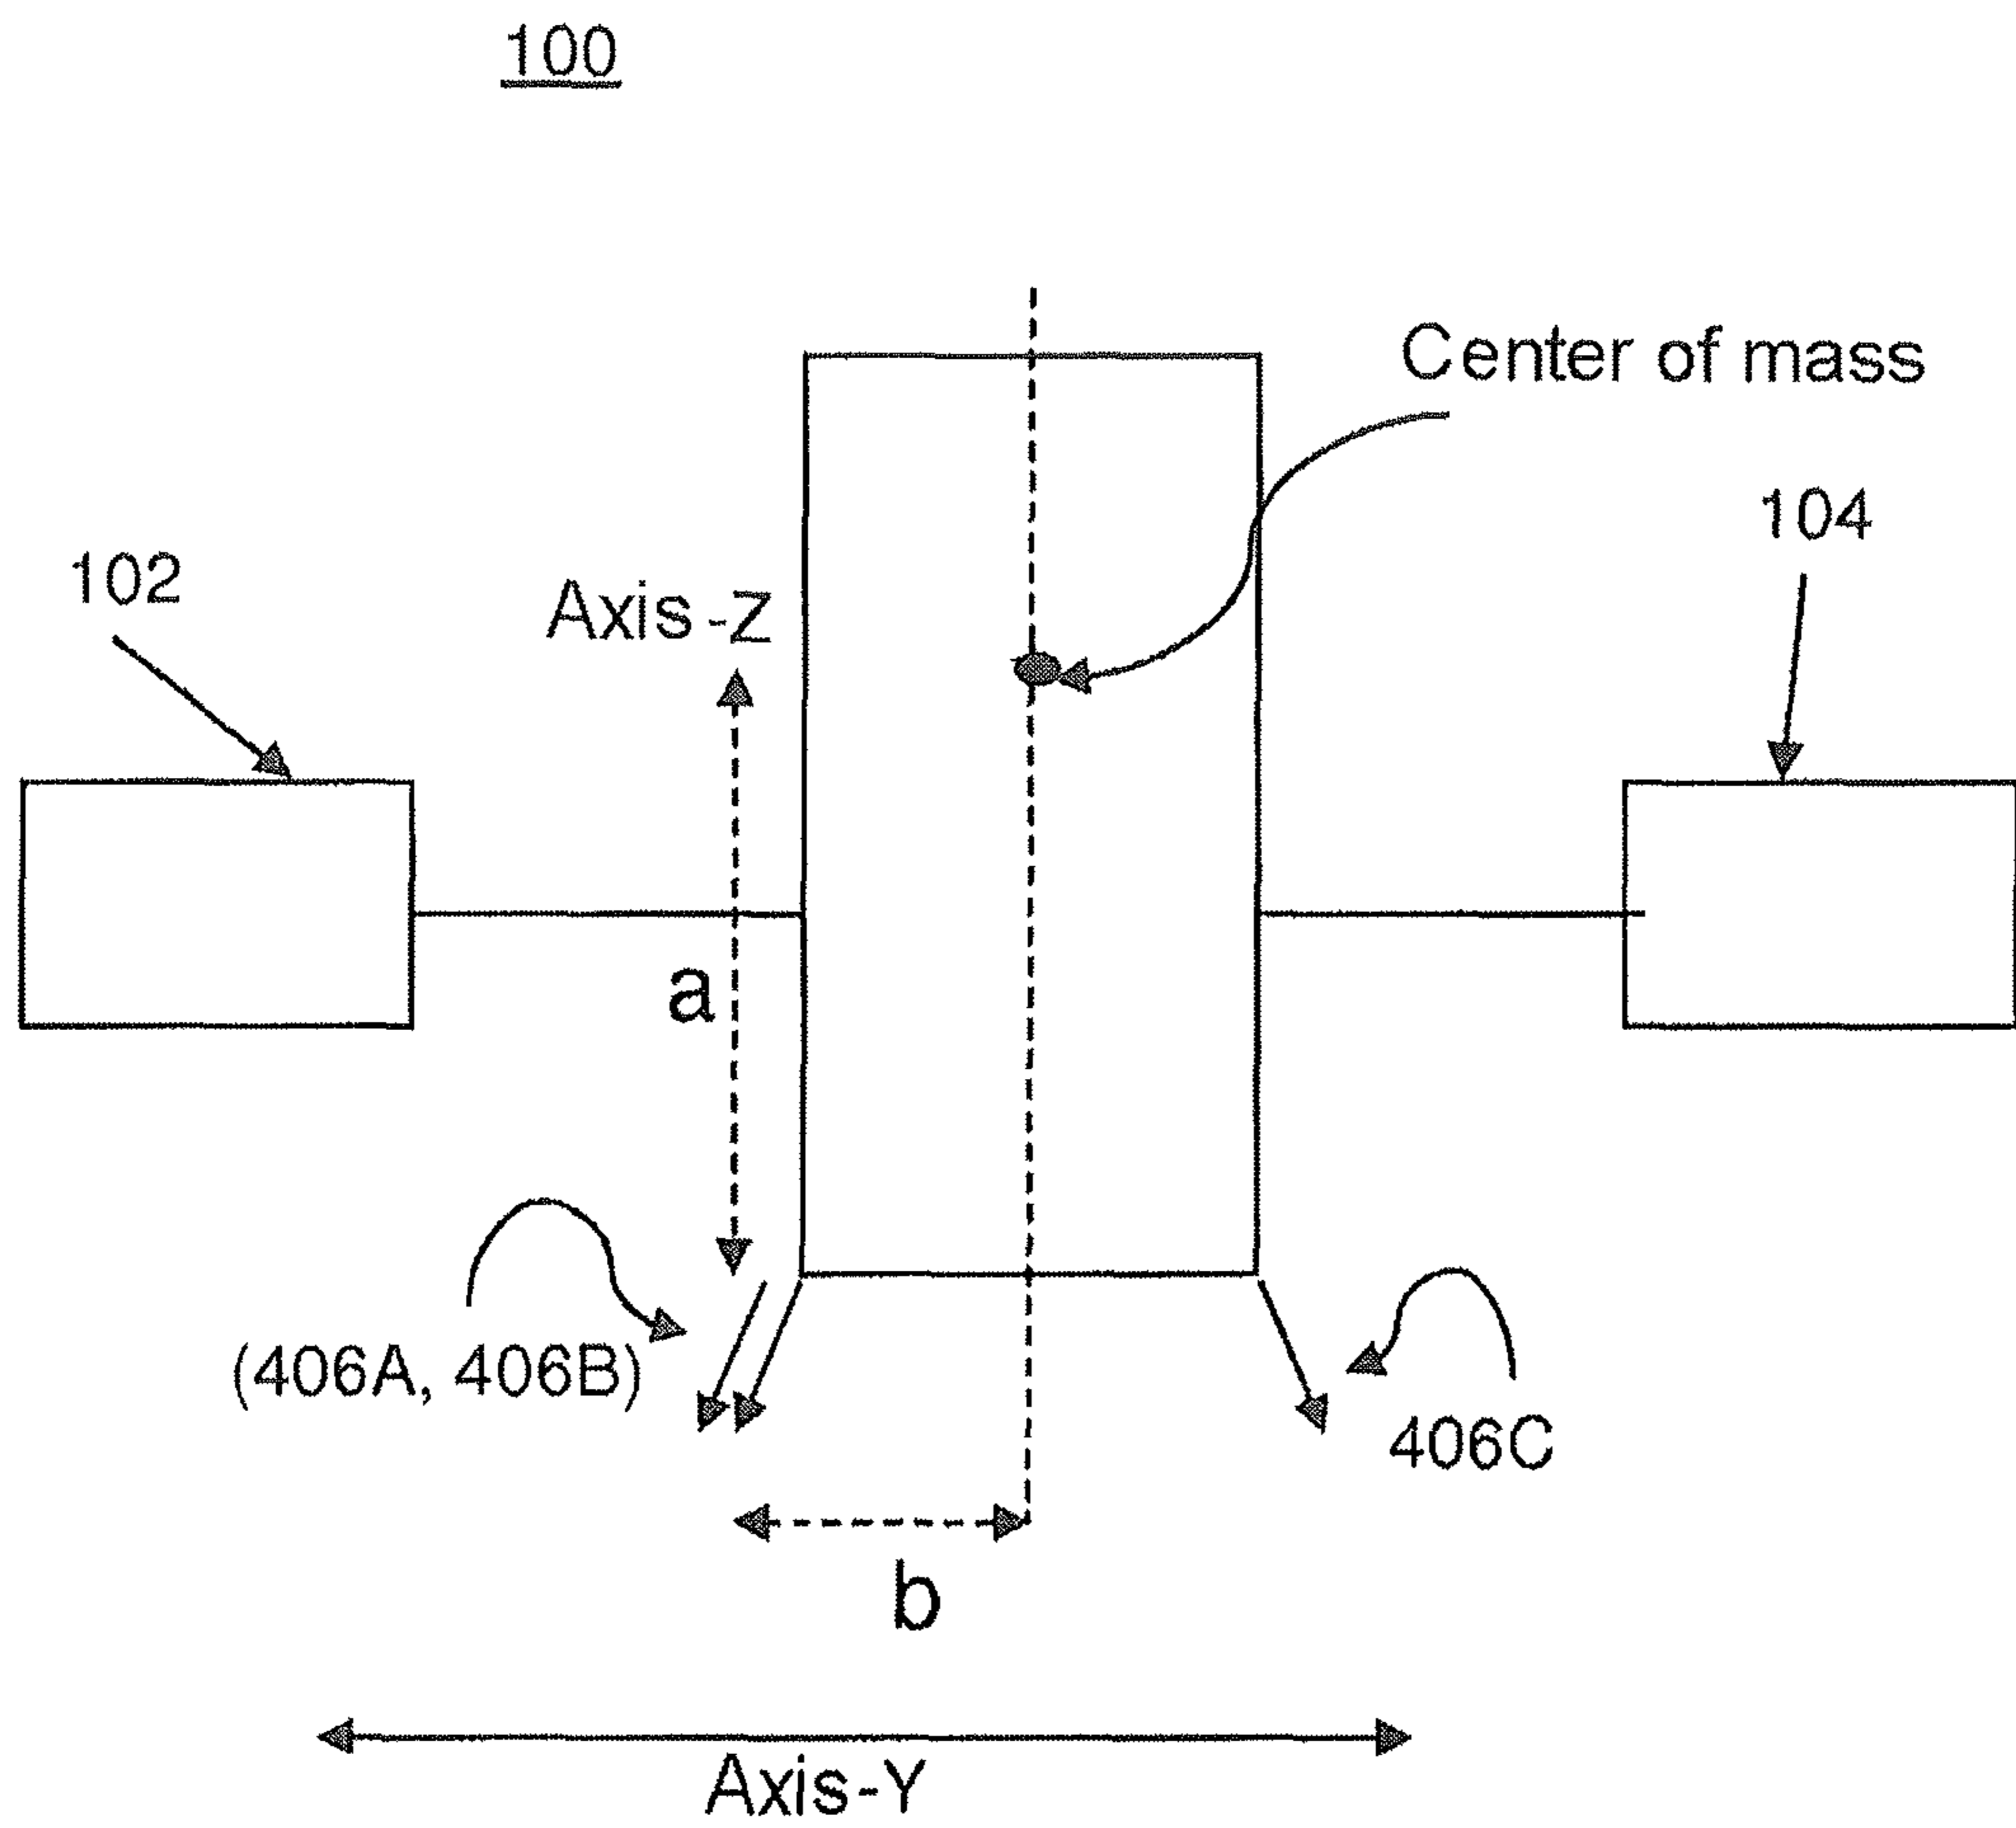 100
Center of mass
104
102
Axis-Z
a
(406A, 406B)
406C
b
Axis-Y